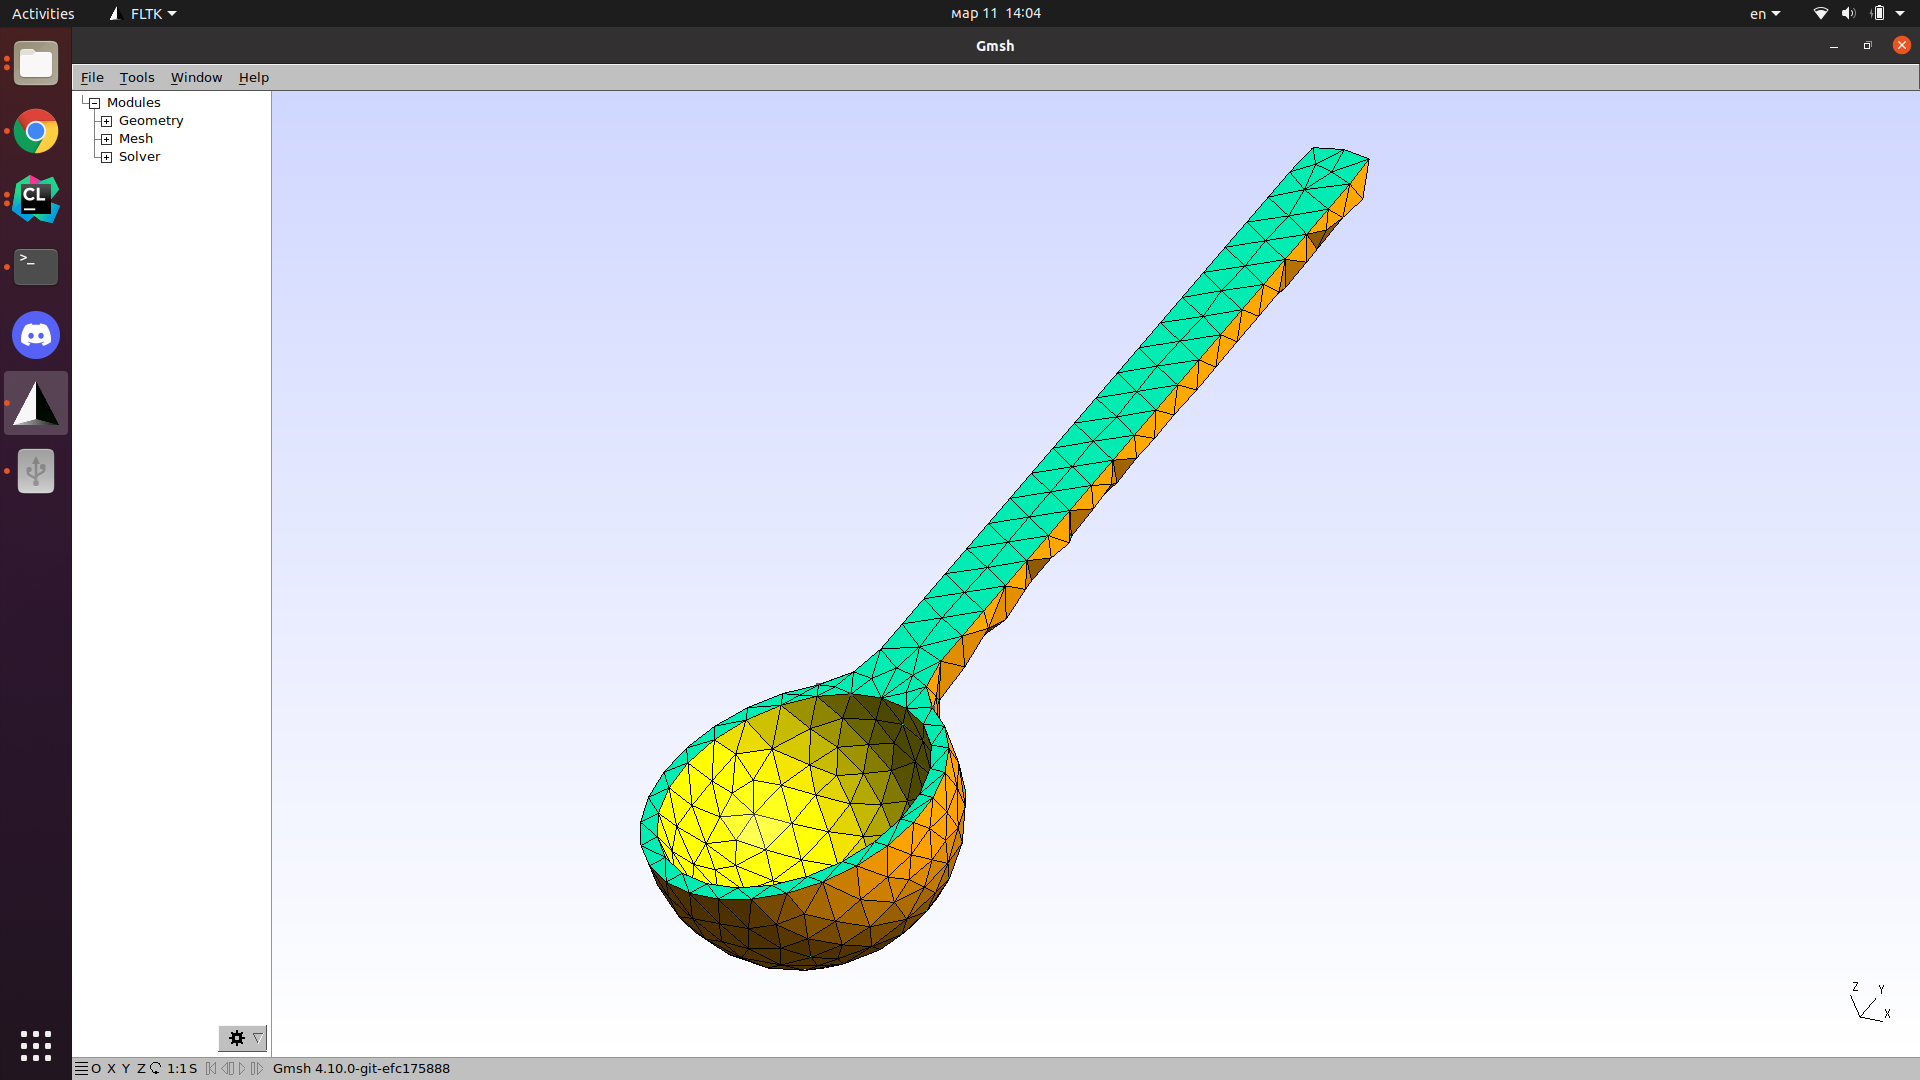 Activities FLTK мар 11 14:04 en
Gmsh
File Tools Window Help
Modules
Geometry
Mesh
Solver
CL
>_
Z Y
X
O X Y Z 1:1 S Gmsh 4.10.0-git-efc175888